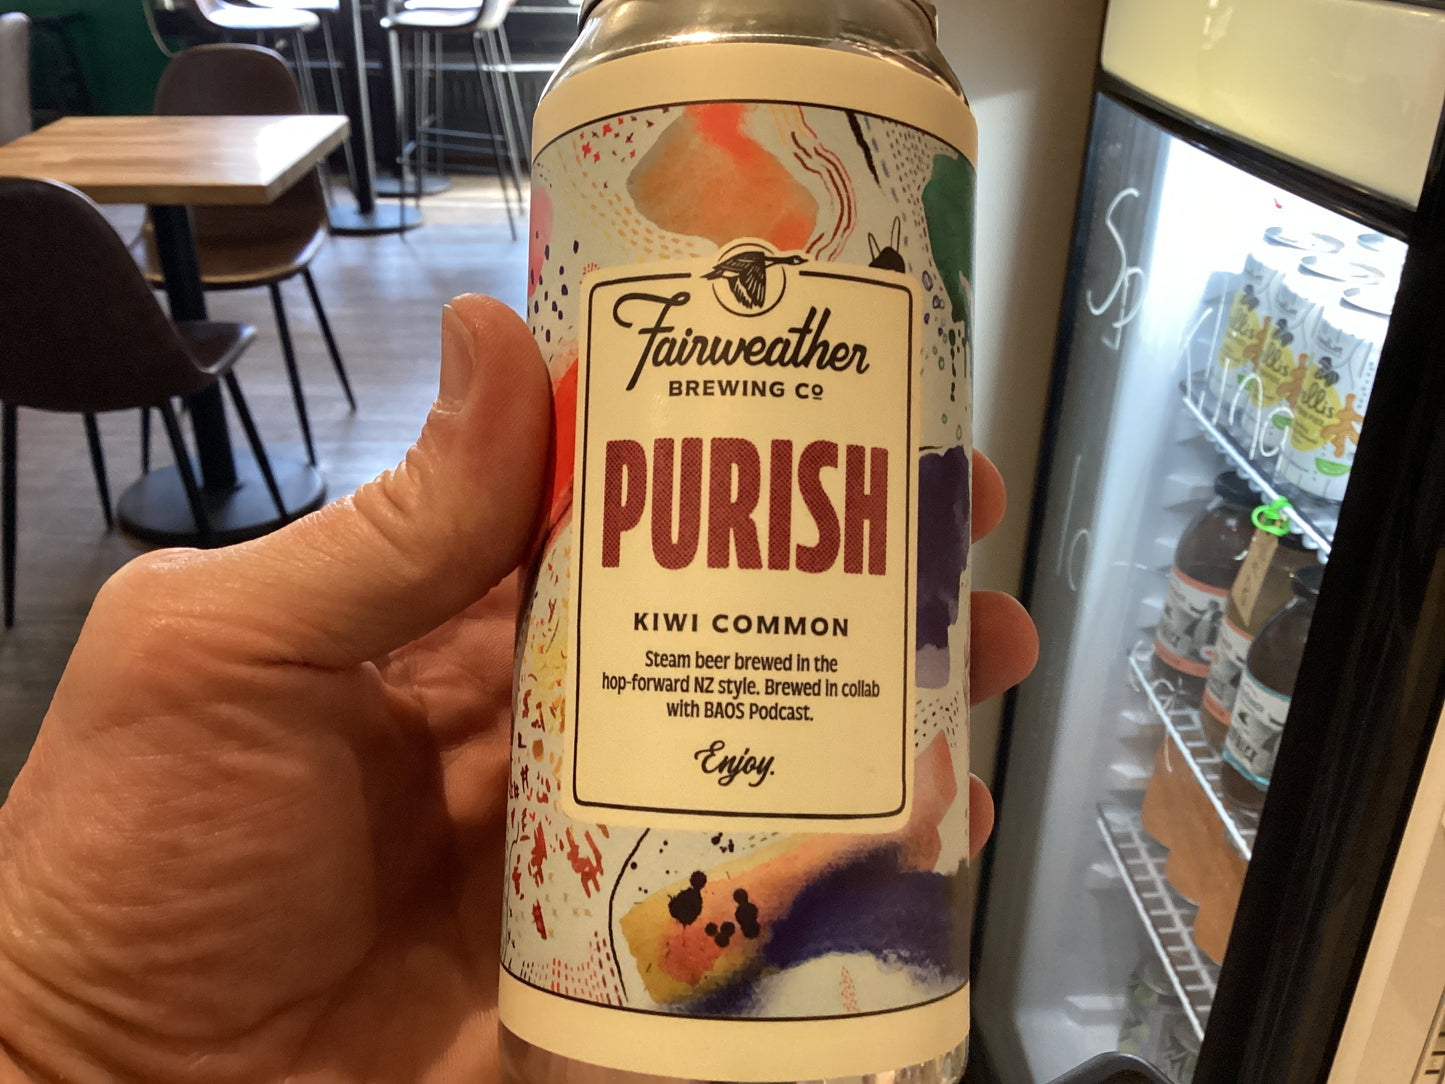 Fairweather
BREWING Cº
PURISH
KIWI COMMON
Steam beer brewed in the
hop-forward NZ style. Brewed in collab
with BAOS Podcast.
Enjoy.